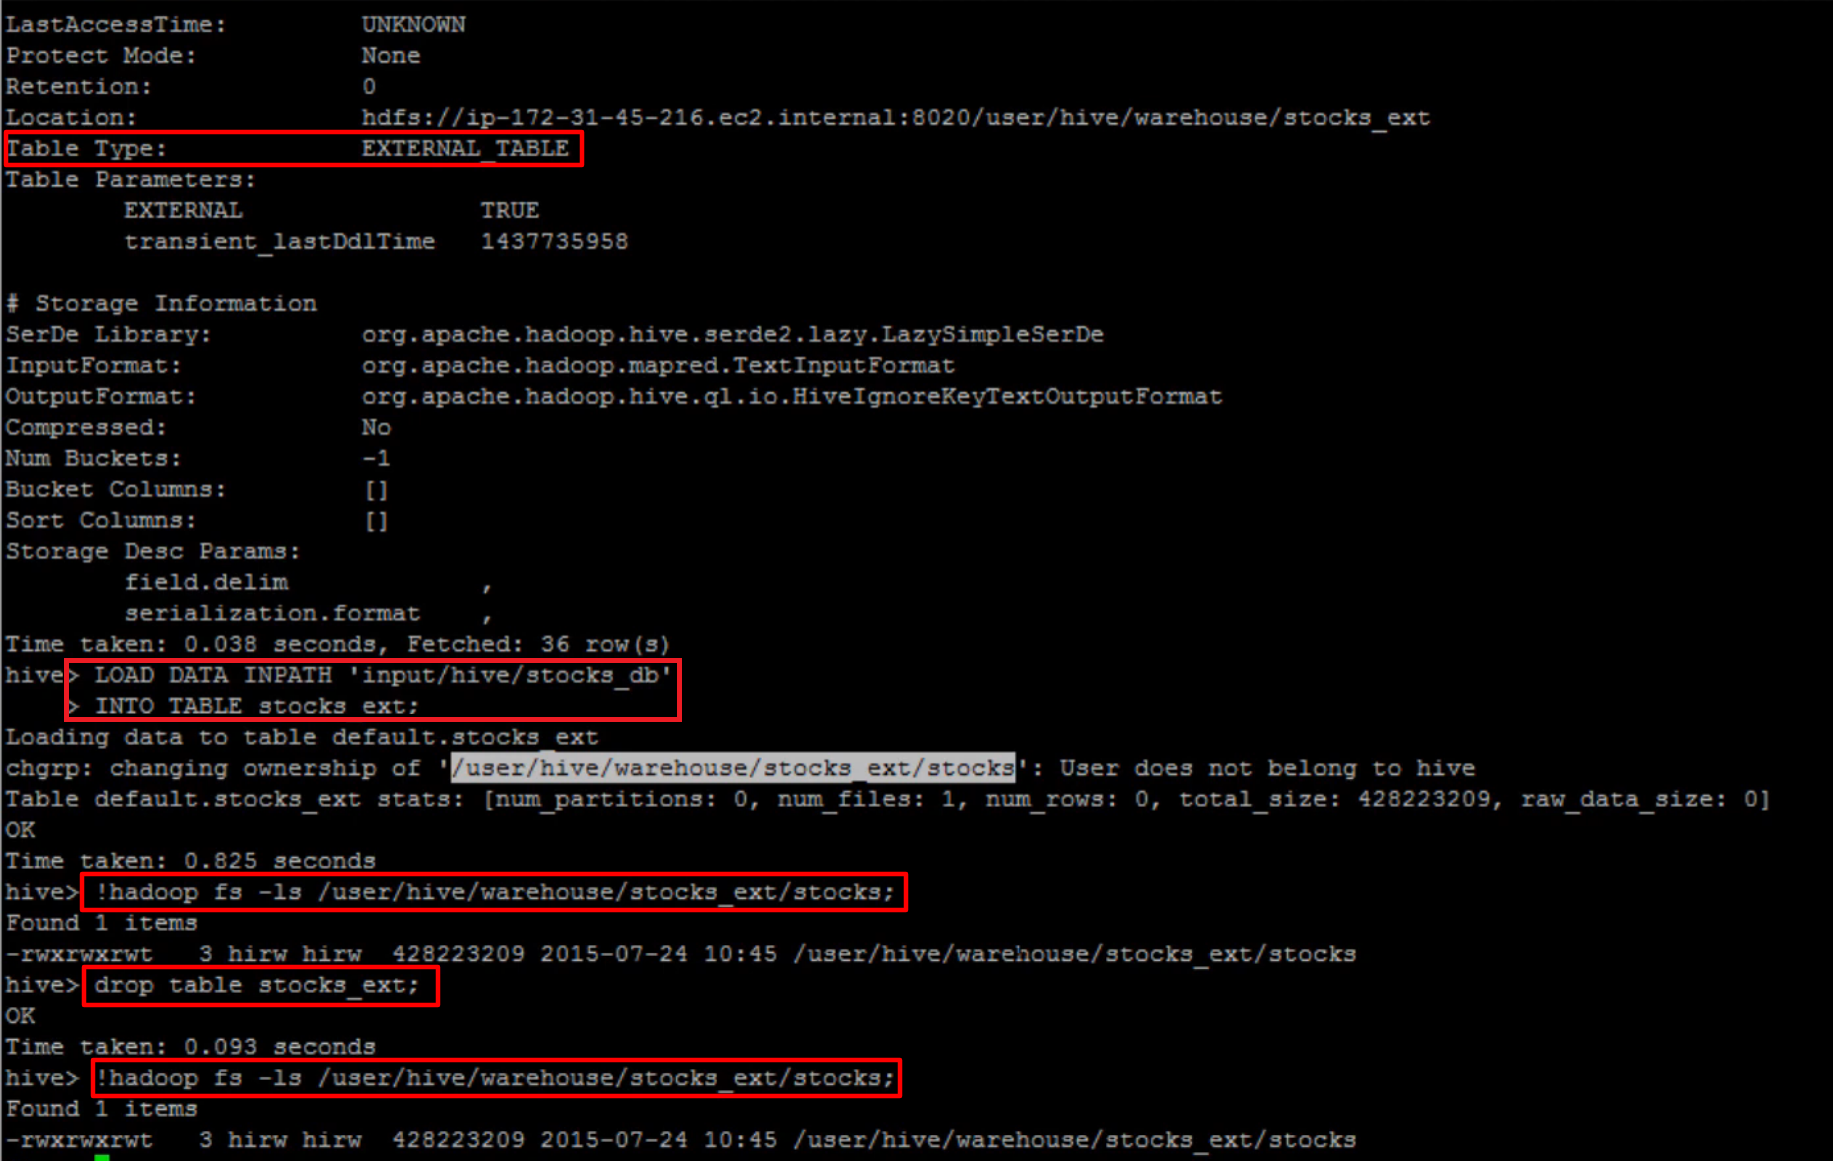 LastAccessTime: UNKNOWN
Protect Mode: None
Retention: 0
Location: hdfs://ip-172-31-45-216.ec2.internal:8020/user/hive/warehouse/stocks_ext
Table Type: EXTERNAL_TABLE
Table Parameters:
EXTERNAL TRUE
transient_lastDdlTime 1437735958
# Storage Information
SerDe Library: org.apache.hadoop.hive.serde2.lazy.LazySimpleSerDe
InputFormat: org.apache.hadoop.mapred.TextInputFormat
OutputFormat: org.apache.hadoop.hive.ql.io.HiveIgnoreKeyTextOutputFormat
Compressed: No
Num Buckets: -1
Bucket Columns: []
Sort Columns: []
Storage Desc Params:
field.delim ,
serialization.format ,
Time taken: 0.038 seconds, Fetched: 36 row(s)
hive> LOAD DATA INPATH 'input/hive/stocks_db'
> INTO TABLE stocks_ext;
Loading data to table default.stocks_ext
chgrp: changing ownership of '/user/hive/warehouse/stocks_ext/stocks': User does not belong to hive
Table default.stocks_ext stats: [num_partitions: 0, num_files: 1, num_rows: 0, total_size: 428223209, raw_data_size: 0]
OK
Time taken: 0.825 seconds
hive> !hadoop fs -ls /user/hive/warehouse/stocks_ext/stocks;
Found 1 items
-rwxrwxrwt 3 hirw hirw 428223209 2015-07-24 10:45 /user/hive/warehouse/stocks_ext/stocks
hive> drop table stocks_ext;
OK
Time taken: 0.093 seconds
hive> !hadoop fs -ls /user/hive/warehouse/stocks_ext/stocks;
Found 1 items
-rwxrwxrwt 3 hirw hirw 428223209 2015-07-24 10:45 /user/hive/warehouse/stocks_ext/stocks